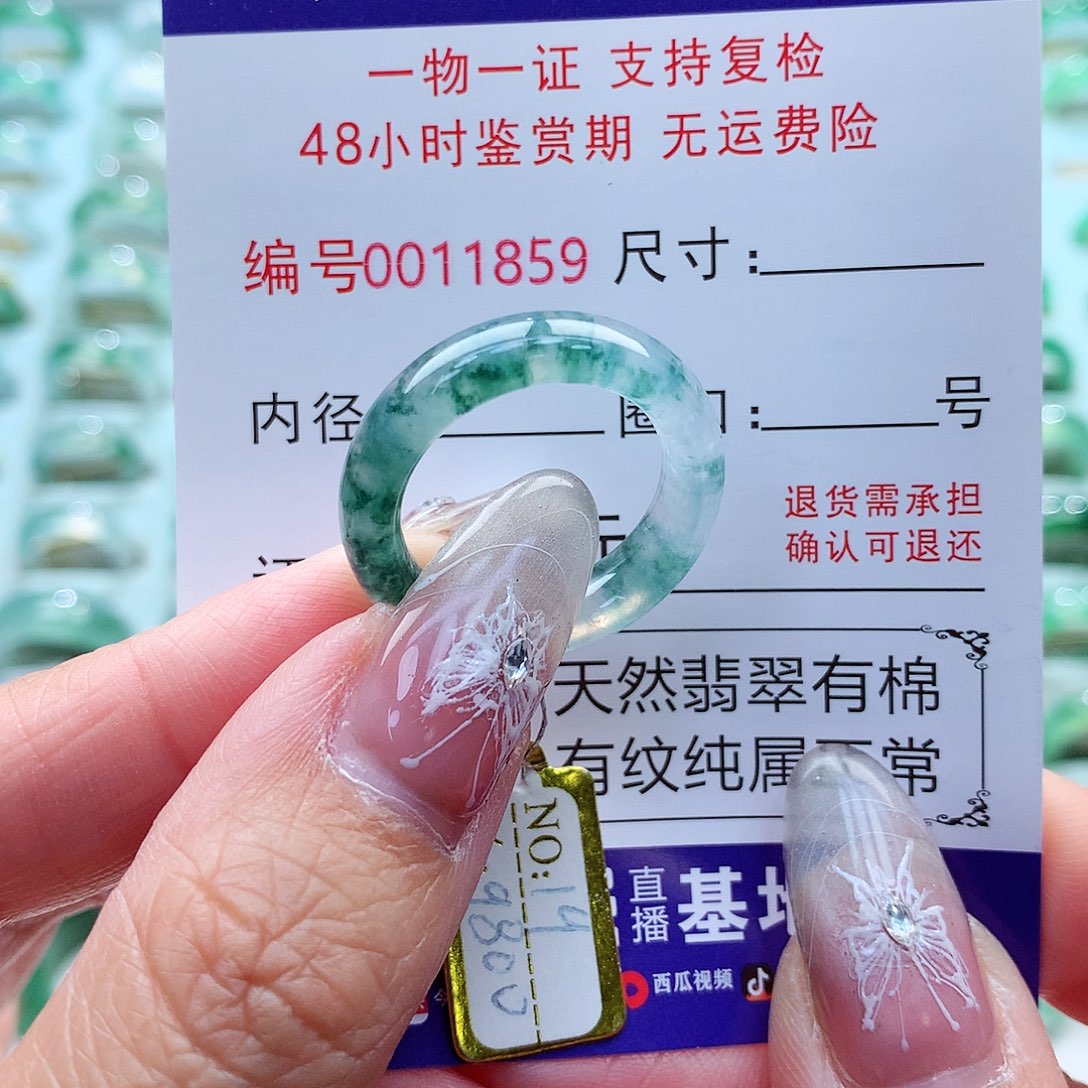 一物一证 支持复检
48小时鉴赏期 无运费险
编号0011859 尺寸:
内径 圈口: 号
退货需承担
确认可退还
天然翡翠有棉
有纹纯属正常
直播基地
西瓜视频
NO: 14
9800